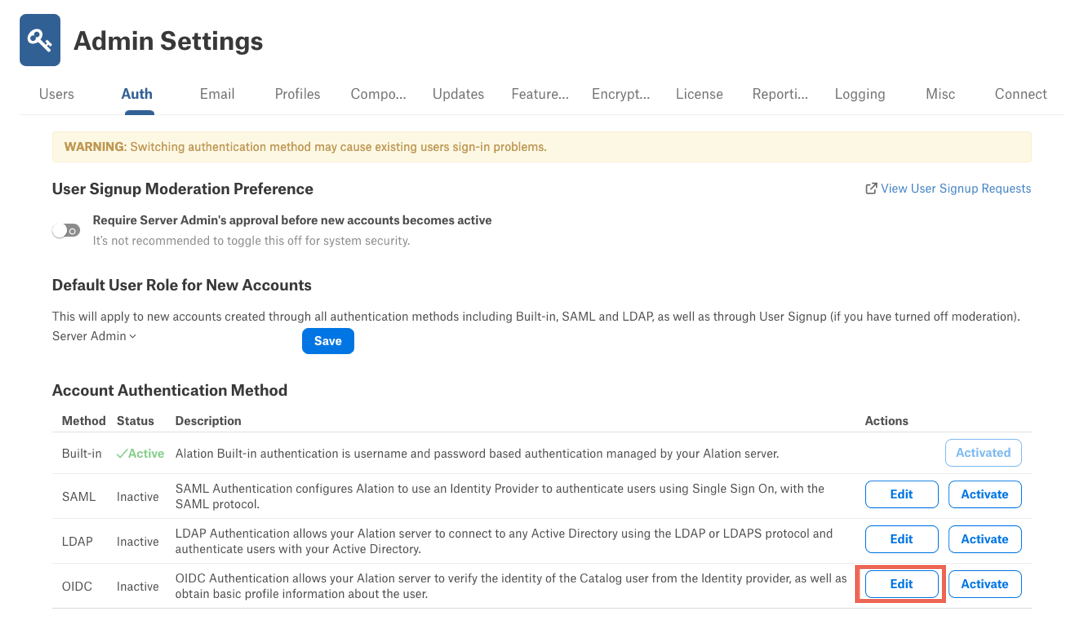 Admin Settings
Users Auth Email Profiles Compo... Updates Feature... Encrypt... License Reporti... Logging Misc Connect
WARNING: Switching authentication method may cause existing users sign-in problems.
User Signup Moderation Preference
View User Signup Requests
Require Server Admin's approval before new accounts becomes active
It's not recommended to toggle this off for system security.
Default User Role for New Accounts
This will apply to new accounts created through all authentication methods including Built-in, SAML and LDAP, as well as through User Signup (if you have turned off moderation).
Server Admin
Save
Account Authentication Method
Method Status Description Actions
Built-in Active Alation Built-in authentication is username and password based authentication managed by your Alation server. Activated
SAML Inactive SAML Authentication configures Alation to use an Identity Provider to authenticate users using Single Sign On, with the
SAML protocol.
Edit Activate
LDAP Inactive LDAP Authentication allows your Alation server to connect to any Active Directory using the LDAP or LDAPS protocol and
authenticate users with your Active Directory.
Edit Activate
OIDC Inactive OIDC Authentication allows your Alation server to verify the identity of the Catalog user from the Identity provider, as well as
obtain basic profile information about the user.
Edit Activate